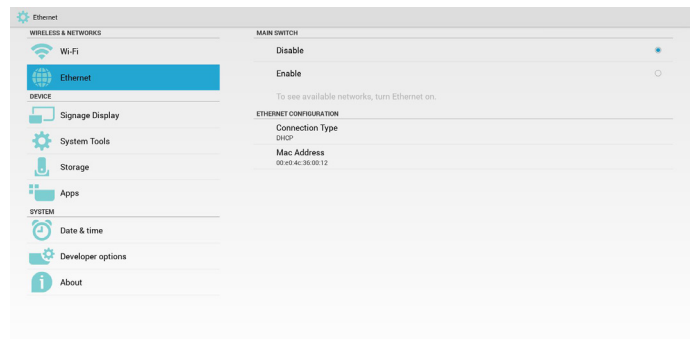 Ethernet
WIRELESS & NETWORKS
Wi-Fi
Ethernet
DEVICE
Signage Display
System Tools
Storage
Apps
SYSTEM
Date & time
Developer options
About
MAIN SWITCH
Disable
Enable
To see available networks, turn Ethernet on.
ETHERNET CONFIGURATION
Connection Type
DHCP
Mac Address
00:e0:4c:36:00:12